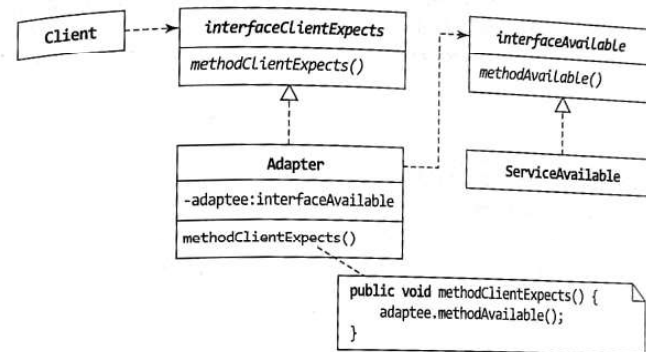 Client
interfaceClientExpects
methodClientExpects()
interfaceAvailable
methodAvailable()
Adapter
-adaptee:interfaceAvailable
methodClientExpects()
ServiceAvailable
public void methodClientExpects() {
adaptee.methodAvailable();
}